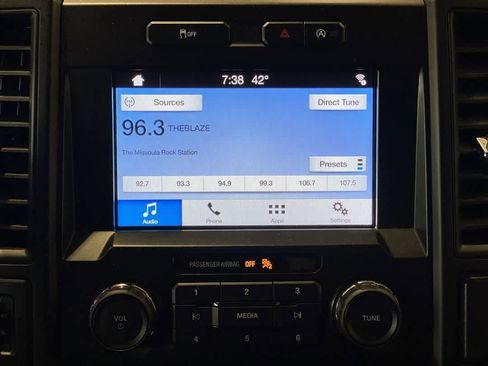 OFF
7:38 42°
Sources Direct Tune
96.3 THEBLAZE
The Missoula Rock Station
Presets
92.7 93.3 94.9 99.3 106.7 107.5
Audio Phone Apps Settings
PASSENGER AIRBAG OFF
1 2 3
VOL MEDIA TUNE
4 5 6